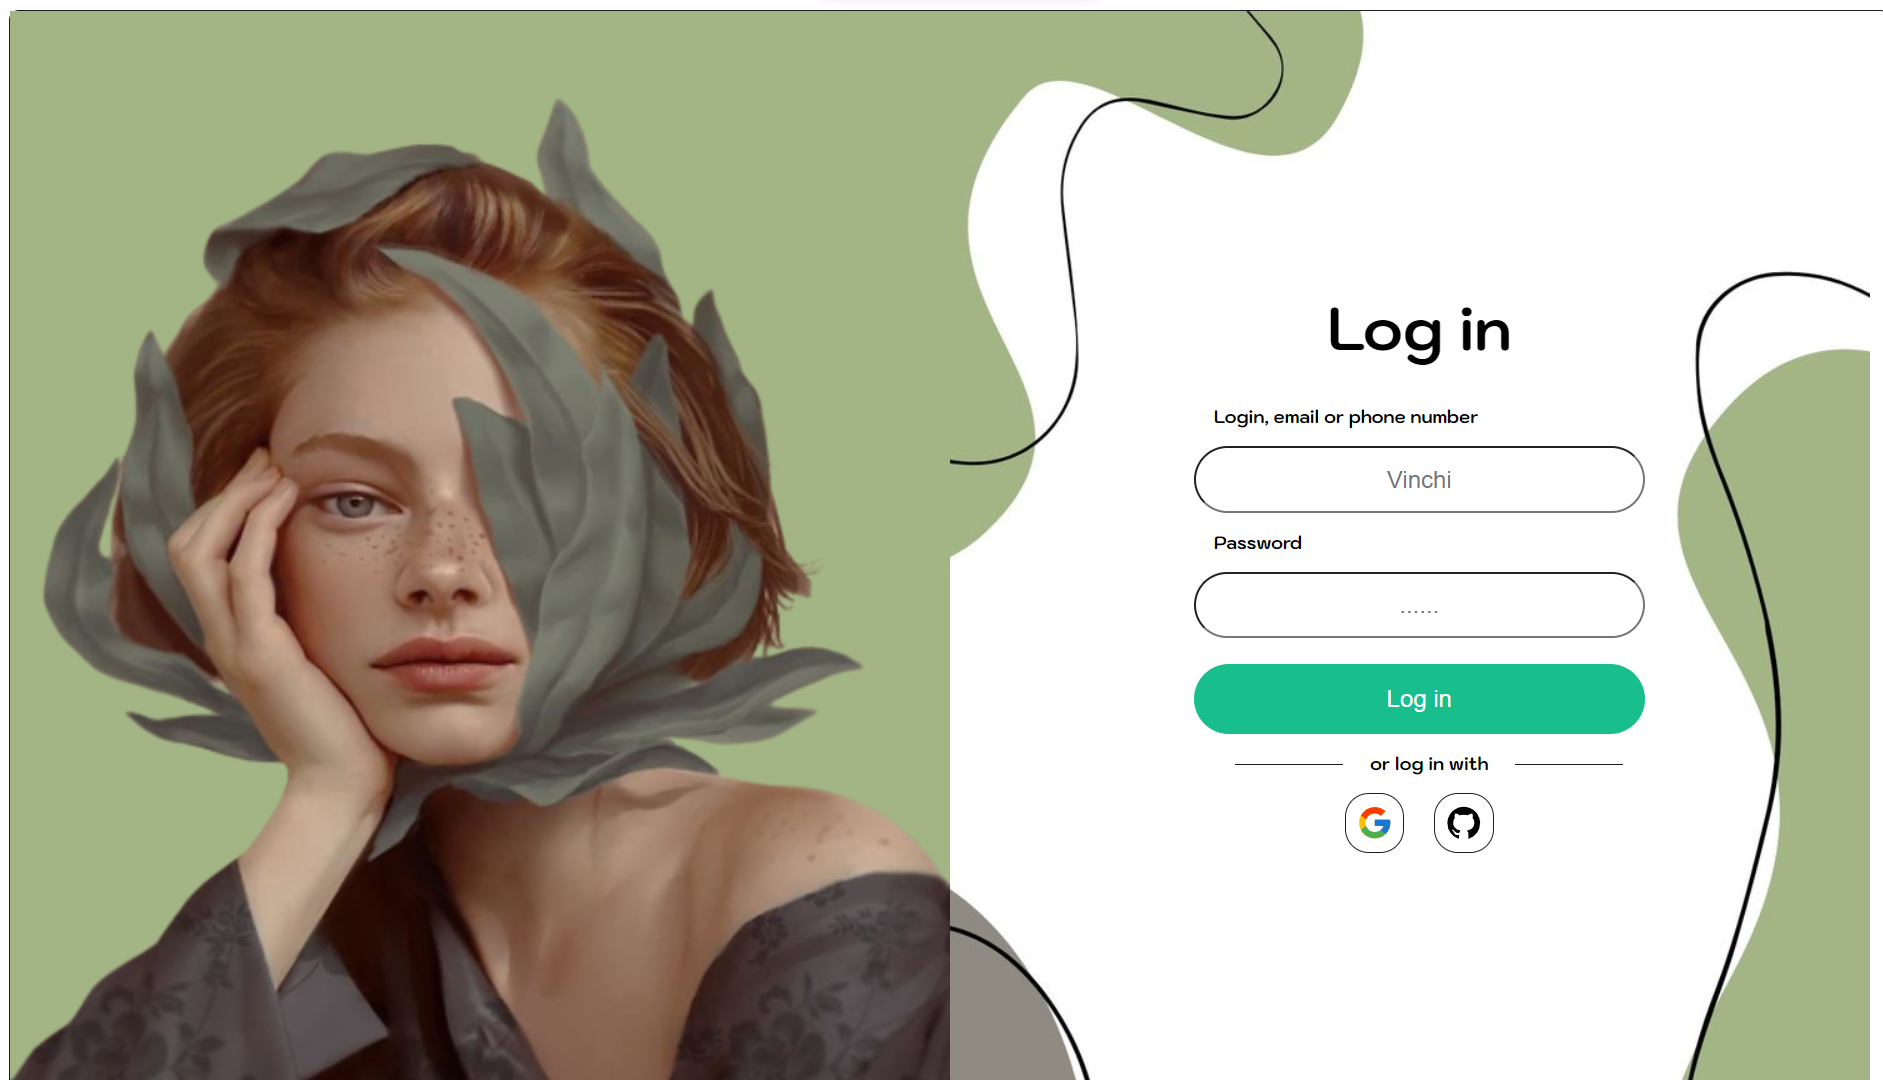 Log in
Login, email or phone number
Vinchi
Password
......
Log in
or log in with